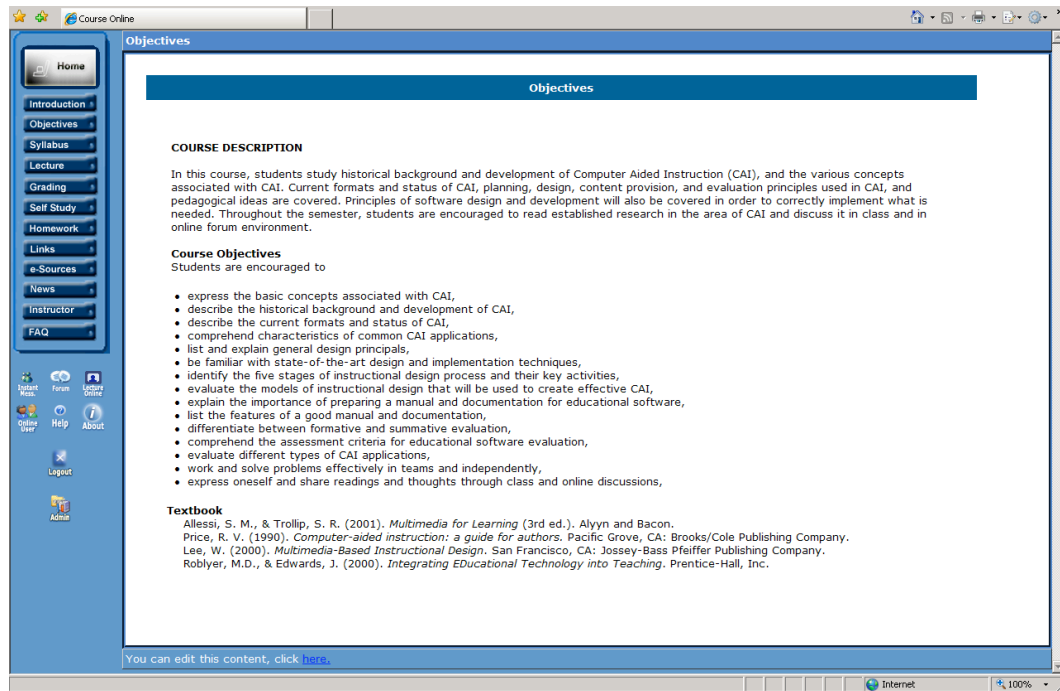 Course Online
Objectives
Home
Introduction
Objectives
Syllabus
Lecture
Grading
Self Study
Homework
Links
e-Sources
News
Instructor
FAQ
Instant
Mess.
Forum
Lecture
Online
Online
User
Help
About
Logout
Admin
Objectives
COURSE DESCRIPTION
In this course, students study historical background and development of Computer Aided Instruction (CAI), and the various concepts
associated with CAI. Current formats and status of CAI, planning, design, content provision, and evaluation principles used in CAI, and
pedagogical ideas are covered. Principles of software design and development will also be covered in order to correctly implement what is
needed. Throughout the semester, students are encouraged to read established research in the area of CAI and discuss it in class and in
online forum environment.
Course Objectives
Students are encouraged to
• express the basic concepts associated with CAI,
• describe the historical background and development of CAI,
• describe the current formats and status of CAI,
• comprehend characteristics of common CAI applications,
• list and explain general design principals,
• be familiar with state-of-the-art design and implementation techniques,
• identify the five stages of instructional design process and their key activities,
• evaluate the models of instructional design that will be used to create effective CAI,
• explain the importance of preparing a manual and documentation for educational software,
• list the features of a good manual and documentation,
• differentiate between formative and summative evaluation,
• comprehend the assessment criteria for educational software evaluation,
• evaluate different types of CAI applications,
• work and solve problems effectively in teams and independently,
• express oneself and share readings and thoughts through class and online discussions,
Textbook
Allessi, S. M., & Trollip, S. R. (2001). Multimedia for Learning (3rd ed.). Alyyn and Bacon.
Price, R. V. (1990). Computer-aided instruction: a guide for authors. Pacific Grove, CA: Brooks/Cole Publishing Company.
Lee, W. (2000). Multimedia-Based Instructional Design. San Francisco, CA: Jossey-Bass Pfeiffer Publishing Company.
Roblyer, M.D., & Edwards, J. (2000). Integrating EDucational Technology into Teaching. Prentice-Hall, Inc.
You can edit this content, click here.
Internet
100%